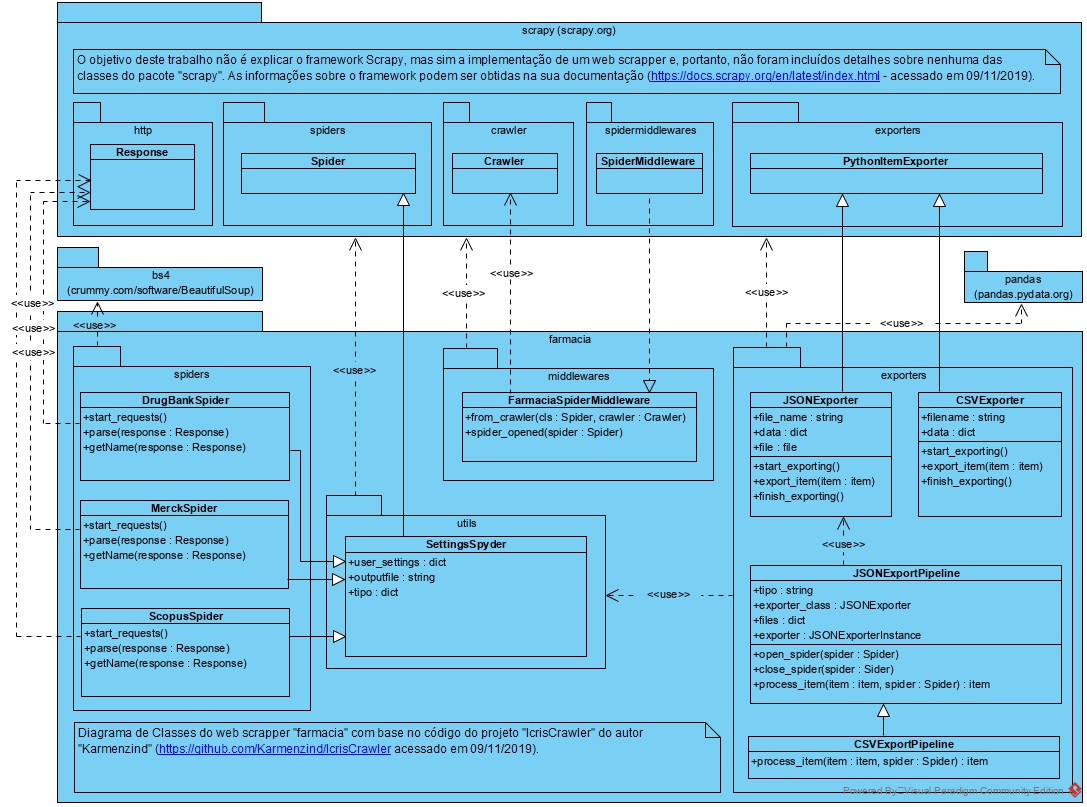 scrapy (scrapy.org)
O objetivo deste trabalho não é explicar o framework Scrapy, mas sim a implementação de um web scrapper e, portanto, não foram incluídos detalhes sobre nenhuma das
classes do pacote "scrapy". As informações sobre o framework podem ser obtidas na sua documentação (https://docs.scrapy.org/en/latest/index.html - acessado em 09/11/2019).
http
Response
spiders
Spider
crawler
Crawler
spidermiddlewares
SpiderMiddleware
exporters
PythonItemExporter
bs4
(crummy.com/software/BeautifulSoup)
pandas
(pandas.pydata.org)
<<use>>
<<use>>
<<use>>
<<use>>
<<use>>
<<use>>
<<use>>
<<use>>
<<use>>
farmacia
spiders
DrugBankSpider
+start_requests()
+parse(response : Response)
+getName(response : Response)
MerckSpider
+start_requests()
+parse(response : Response)
+getName(response : Response)
ScopusSpider
+start_requests()
+parse(response : Response)
+getName(response : Response)
middlewares
FarmaciaSpiderMiddleware
+from_crawler(cls : Spider, crawler : Crawler)
+spider_opened(spider : Spider)
utils
SettingsSpyder
+user_settings : dict
+outputfile : string
+tipo : dict
exporters
JSONExporter
+file_name : string
+data : dict
+file : file
+start_exporting()
+export_item(item : item)
+finish_exporting()
CSVExporter
+filename : string
+data : dict
+start_exporting()
+export_item(item : item)
+finish_exporting()
<<use>>
<<use>>
JSONExportPipeline
+tipo : string
+exporter_class : JSONExporter
+files : dict
+exporter : JSONExporterInstance
+open_spider(spider : Spider)
+close_spider(spider : Sider)
+process_item(item : item, spider : Spider) : item
CSVExportPipeline
+process_item(item : item, spider : Spider) : item
Diagrama de Classes do web scrapper "farmacia" com base no código do projeto "IcrisCrawler" do autor
"Karmenzind" (https://github.com/Karmenzind/IcrisCrawler acessado em 09/11/2019).
Powered By Visual Paradigm Community Edition